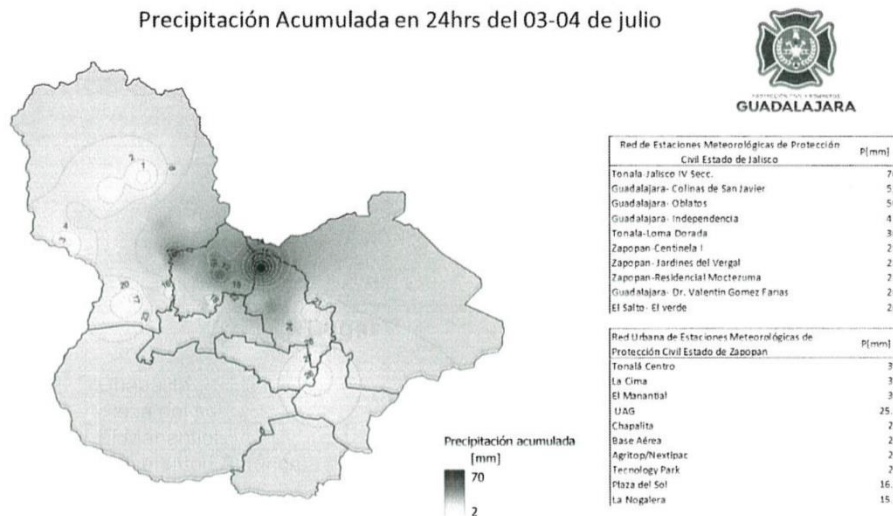 Precipitación Acumulada en 24hrs del 03-04 de julio
GUADALAJARA
Red de Estaciones Meteorológicas de Protección Civil Estado de Jalisco P[mm]
Tonala Jalisco IV Secc.
Guadalajara- Colinas de San Javier
Guadalajara- Oblatos
Guadalajara- Independencia
Tonala-Loma Dorada
Zapopan-Centinela I
Zapopan-Jardines del Vergal
Zapopan-Residencial Moctezuma
Guadalajara- Dr. Valentin Gomez Farias
El Salto- El verde
Red Urbana de Estaciones Meteorológicas de
Protección Civil Estado de Zapopan P[mm]
Tonalá Centro
La Cima
El Manantial
UAG 25.
Chapalita
Base Aérea
Agritop/Nextipac
Tecnology Park
Plaza del Sol 16.
La Nogalera 15.
Precipitación acumulada
[mm]
70
2